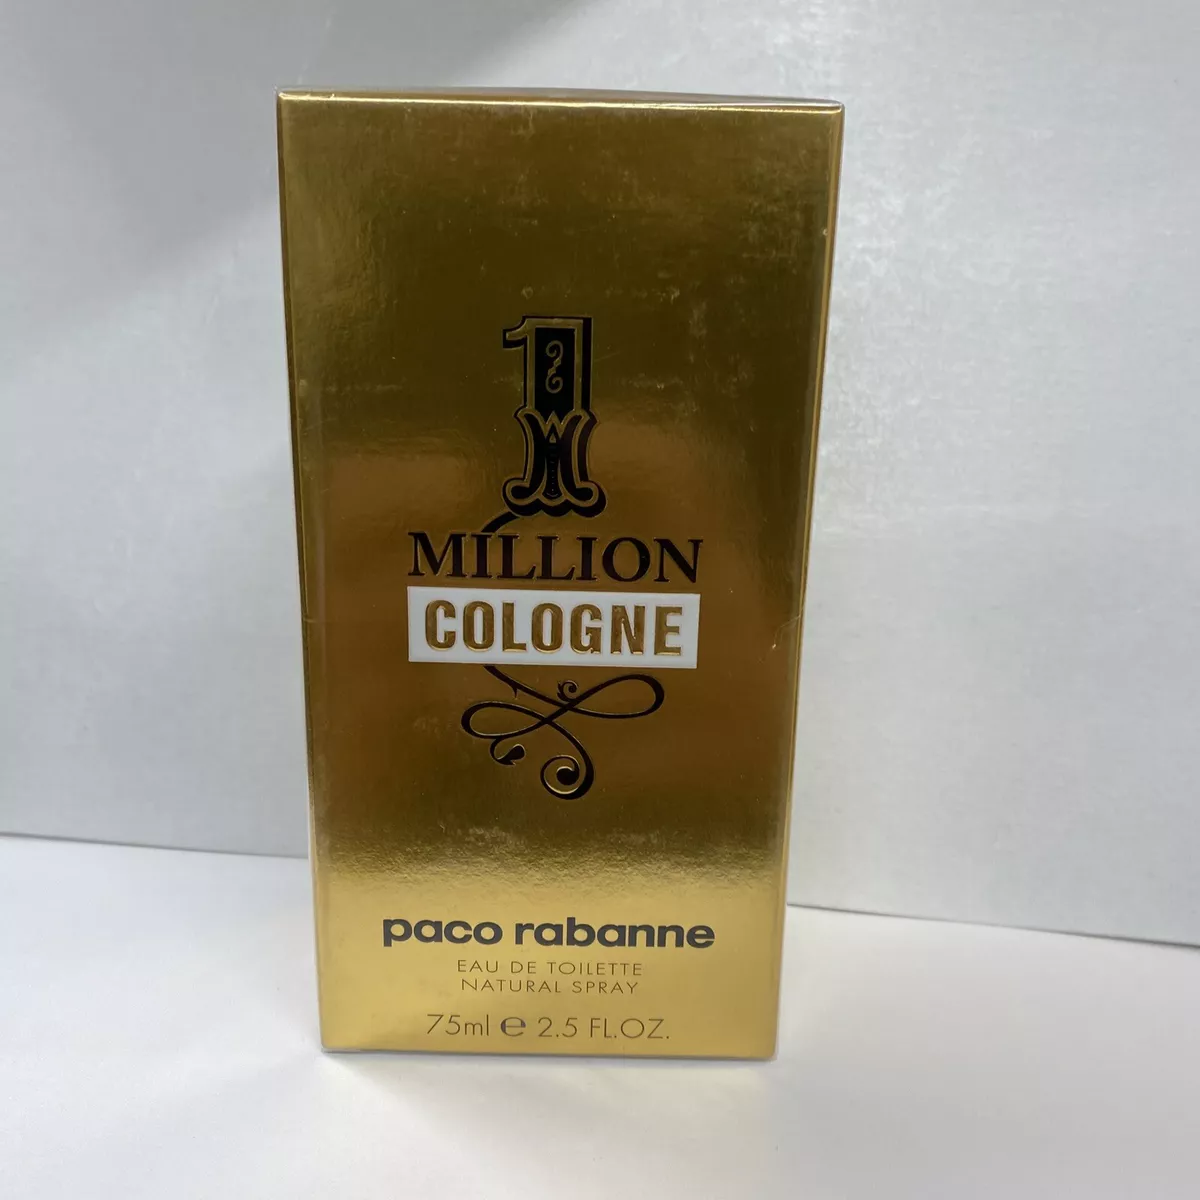 1
MILLION
COLOGNE
paco rabanne
EAU DE TOILETTE
NATURAL SPRAY
75ml e 2.5 FL.OZ.